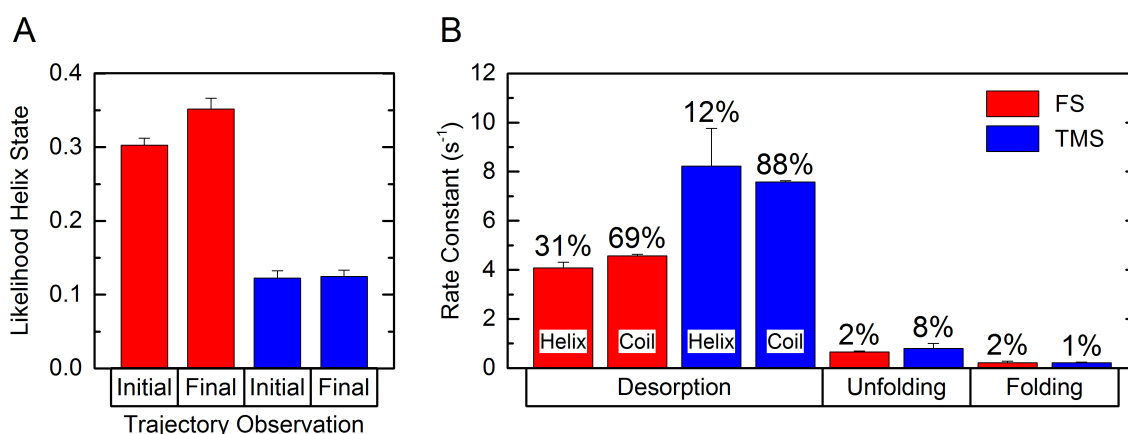 A
Likelihood Helix State
0.4
0.3
0.2
0.1
0.0
Initial Final Initial Final
Trajectory Observation
B
Rate Constant (s⁻¹)
12
10
8
6
4
2
0
FS
TMS
31% 69% 12% 88% 2% 8% 2% 1%
Helix Coil Helix Coil
Desorption Unfolding Folding